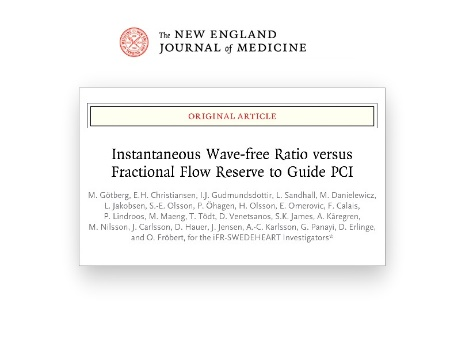 The NEW ENGLAND
JOURNAL of MEDICINE
ORIGINAL ARTICLE
Instantaneous Wave-free Ratio versus
Fractional Flow Reserve to Guide PCI
M. Götberg, E.H. Christiansen, I.J. Gudmundsdottir, L. Sandhall, M. Danielewicz,
L. Jakobsen, S.-E. Olsson, P. Öhagen, H. Olsson, E. Omerovic, F. Calais,
P. Lindroos, M. Maeng, T. Tödt, D. Venetsanos, S.K. James, A. Kåregren,
M. Nilsson, J. Carlsson, D. Hauer, J. Jensen, A.-C. Karlsson, G. Panayi, D. Erlinge,
and O. Fröbert, for the iFR-SWEDEHEART Investigators*